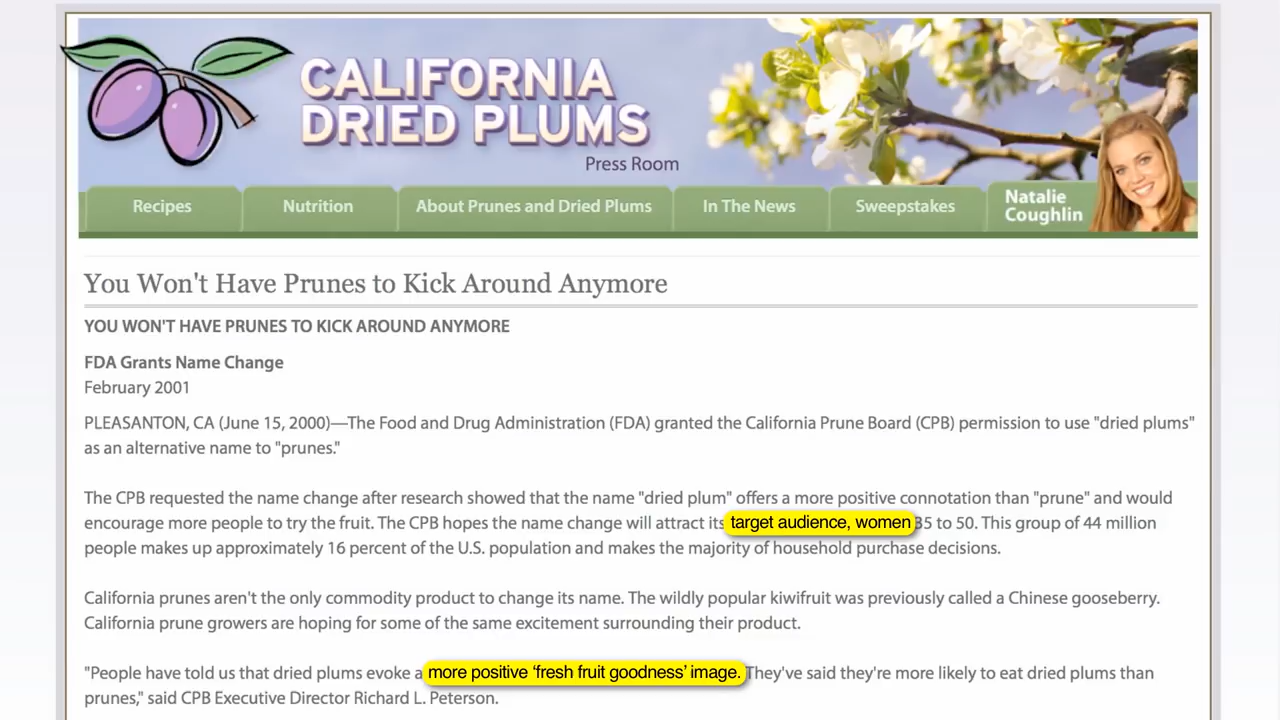 CALIFORNIA
DRIED PLUMS
Press Room
Recipes
Nutrition
About Prunes and Dried Plums
In The News
Sweepstakes
Natalie
Coughlin
You Won't Have Prunes to Kick Around Anymore
YOU WON'T HAVE PRUNES TO KICK AROUND ANYMORE
FDA Grants Name Change
February 2001
PLEASANTON, CA (June 15, 2000)—The Food and Drug Administration (FDA) granted the California Prune Board (CPB) permission to use "dried plums"
as an alternative name to "prunes."
The CPB requested the name change after research showed that the name "dried plum" offers a more positive connotation than "prune" and would
encourage more people to try the fruit. The CPB hopes the name change will attract its target audience, women 35 to 50. This group of 44 million
people makes up approximately 16 percent of the U.S. population and makes the majority of household purchase decisions.
California prunes aren't the only commodity product to change its name. The wildly popular kiwifruit was previously called a Chinese gooseberry.
California prune growers are hoping for some of the same excitement surrounding their product.
"People have told us that dried plums evoke a more positive ‘fresh fruit goodness’ image. They've said they're more likely to eat dried plums than
prunes," said CPB Executive Director Richard L. Peterson.